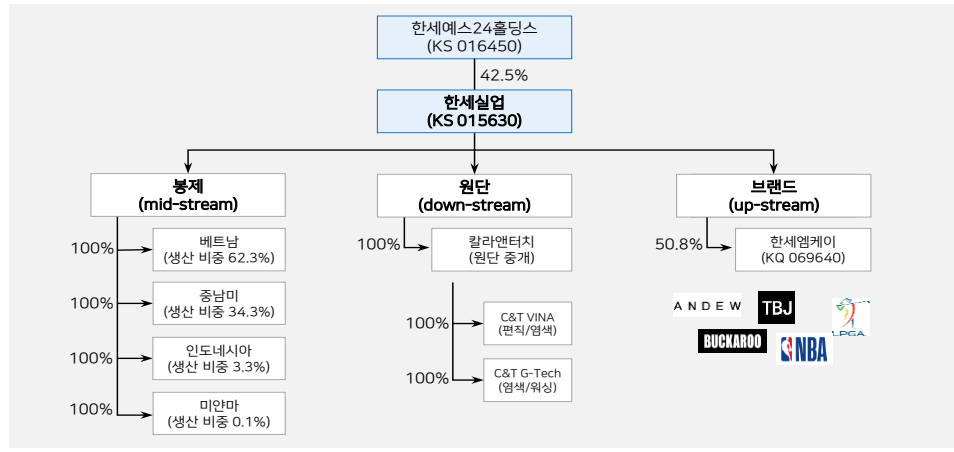 한세예스24홀딩스
(KS 016450)
42.5%
한세실업
(KS 015630)
봉제
(mid-stream)
100%
베트남
(생산 비중 62.3%)
100%
중남미
(생산 비중 34.3%)
100%
인도네시아
(생산 비중 3.3%)
100%
미얀마
(생산 비중 0.1%)
원단
(down-stream)
100%
칼라앤터치
(원단 중개)
100%
C&T VINA
(편직/염색)
100%
C&T G-Tech
(염색/워싱)
브랜드
(up-stream)
50.8%
한세엠케이
(KQ 069640)
ANDEW
TBJ
LPGA
BUCKAROO
NBA